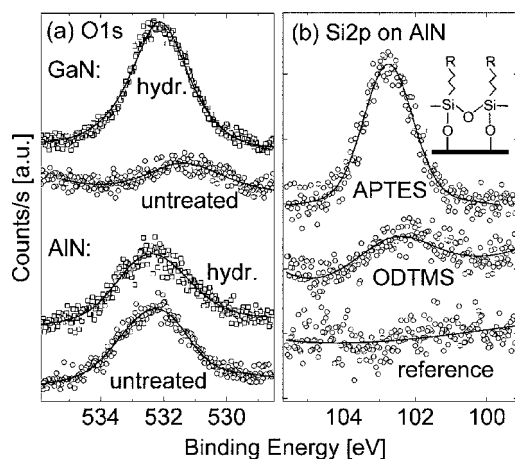 (a) O1s
GaN:
hydr.
untreated
AlN:
hydr.
untreated
534
532
530
(b) Si2p on AlN
R
R
Si
O
Si
O
O
APTES
ODTMS
reference
104
102
100
Counts/s [a.u.]
Binding Energy [eV]